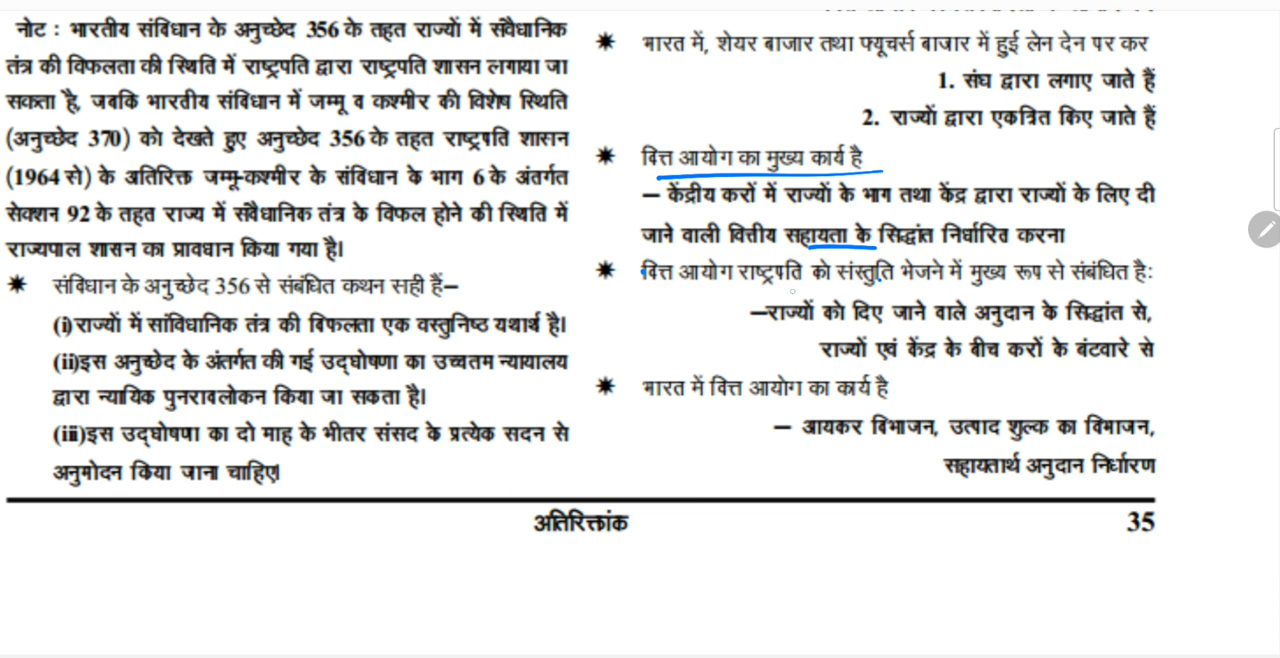 नोट : भारतीय संविधान के अनुच्छेद 356 के तहत राज्यों में संवैधानिक
तंत्र की विफलता की स्थिति में राष्ट्रपति द्वारा राष्ट्रपति शासन लगाया जा
सकता है, जबकि भारतीय संविधान में जम्मू व कश्मीर की विशेष स्थिति
(अनुच्छेद 370) को देखते हुए अनुच्छेद 356 के तहत राष्ट्रपति शासन
(1964 से) के अतिरिक्त जम्मू-कश्मीर के संविधान के भाग 6 के अंतर्गत
सेक्शन 92 के तहत राज्य में संवैधानिक तंत्र के विफल होने की स्थिति में
राज्यपाल शासन का प्रावधान किया गया है।
✷ संविधान के अनुच्छेद 356 से संबंधित कथन सही हैं–
(i)राज्यों में सांविधानिक तंत्र की विफलता एक वस्तुनिष्ठ यथार्थ है।
(ii)इस अनुच्छेद के अंतर्गत की गई उद्घोषणा का उच्चतम न्यायालय
द्वारा न्यायिक पुनरावलोकन किया जा सकता है।
(iii)इस उद्घोषणा का दो माह के भीतर संसद के प्रत्येक सदन से
अनुमोदन किया जाना चाहिए।
✷ भारत में, शेयर बाजार तथा फ्यूचर्स बाजार में हुई लेन देन पर कर
1. संघ द्वारा लगाए जाते हैं
2. राज्यों द्वारा एकत्रित किए जाते हैं
✷ वित्त आयोग का मुख्य कार्य है
– केंद्रीय करों में राज्यों के भाग तथा केंद्र द्वारा राज्यों के लिए दी
जाने वाली वित्तीय सहायता के सिद्धांत निर्धारित करना
✷ वित्त आयोग राष्ट्रपति को संस्तुति भेजने में मुख्य रूप से संबंधित है:
–राज्यों को दिए जाने वाले अनुदान के सिद्धांत से,
राज्यों एवं केंद्र के बीच करों के बंटवारे से
✷ भारत में वित्त आयोग का कार्य है
– आयकर विभाजन, उत्पाद शुल्क का विभाजन,
सहायतार्थ अनुदान निर्धारण
अतिरिक्तांक
35